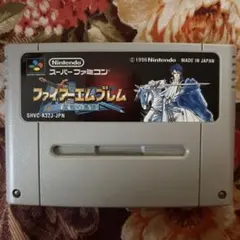 Nintendo
スーパーファミコン
©1996 Nintendo
MADE IN JAPAN
ファイアーエムブレム
SHVC-A32J-JPN